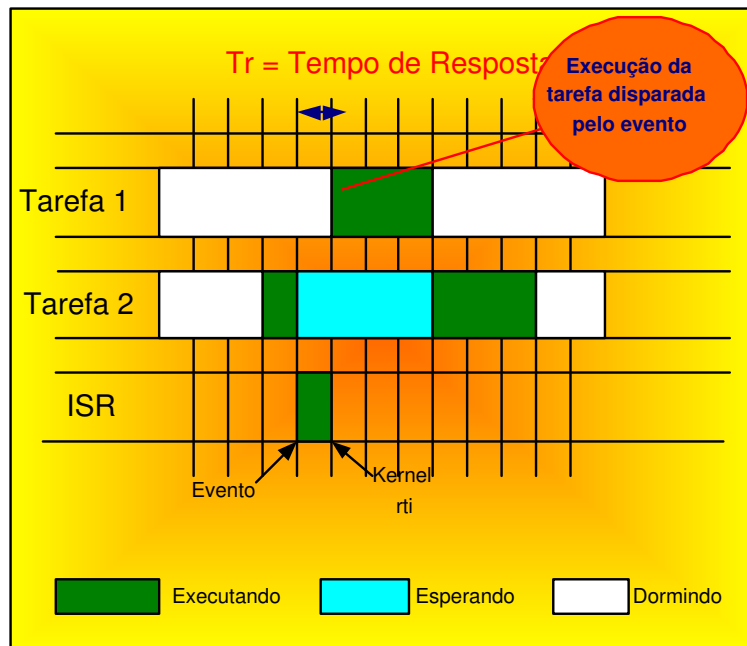 Tr = Tempo de Resposta
Execução da
tarefa disparada
pelo evento
Tarefa 1
Tarefa 2
ISR
Evento
Kernel
rti
Executando
Esperando
Dormindo